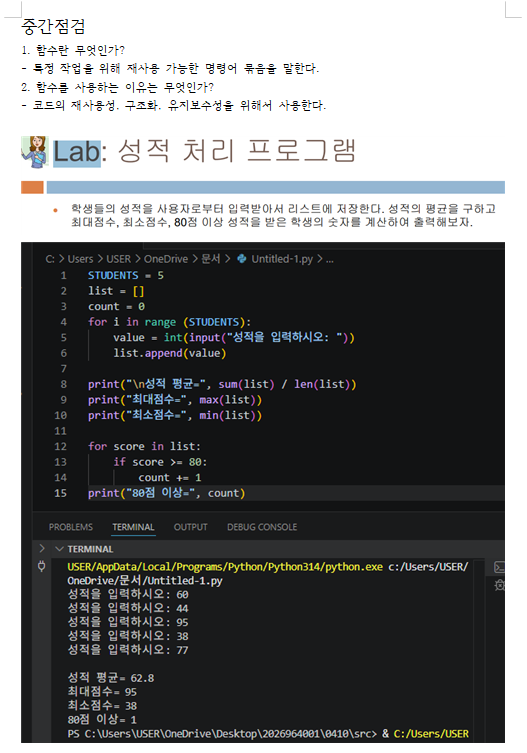 중간점검
1. 함수란 무엇인가?
- 특정 작업을 위해 재사용 가능한 명령어 묶음을 말한다.
2. 함수를 사용하는 이유는 무엇인가?
- 코드의 재사용성, 구조화, 유지보수성을 위해서 사용한다.
Lab: 성적 처리 프로그램
• 학생들의 성적을 사용자로부터 입력받아서 리스트에 저장한다. 성적의 평균을 구하고
최대점수, 최소점수, 80점 이상 성적을 받은 학생의 숫자를 계산하여 출력해보자.
C: > Users > USER > OneDrive > 문서 > Untitled-1.py > ...
1 STUDENTS = 5
2 list = []
3 count = 0
4 for i in range (STUDENTS):
5 value = int(input("성적을 입력하시오: "))
6 list.append(value)
7
8 print("\n성적 평균=", sum(list) / len(list))
9 print("최대점수=", max(list))
10 print("최소점수=", min(list))
11
12 for score in list:
13 if score >= 80:
14 count += 1
15 print("80점 이상=", count)
PROBLEMS TERMINAL OUTPUT DEBUG CONSOLE
TERMINAL
USER/AppData/Local/Programs/Python/Python314/python.exe c:/Users/USER/
OneDrive/문서/Untitled-1.py
성적을 입력하시오: 60
성적을 입력하시오: 44
성적을 입력하시오: 95
성적을 입력하시오: 38
성적을 입력하시오: 77
성적 평균= 62.8
최대점수= 95
최소점수= 38
80점 이상= 1
PS C:\Users\USER\OneDrive\Desktop\2026964001\0410\src> & C:/Users/USER